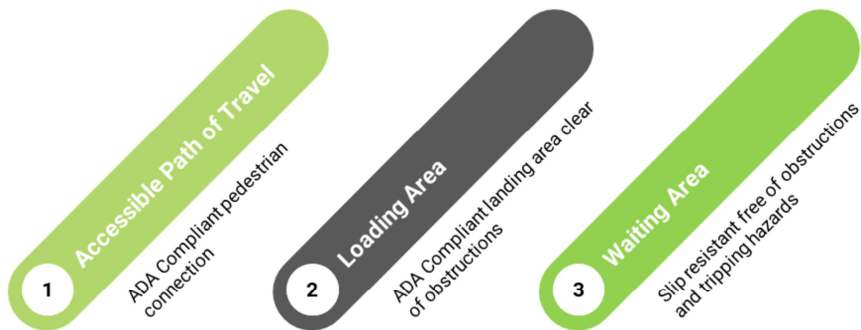 1
Accessible Path of Travel
ADA Compliant pedestrian
connection
2
Loading Area
ADA Compliant landing area clear
of obstructions
3
Waiting Area
Slip resistant free of obstructions
and tripping hazards